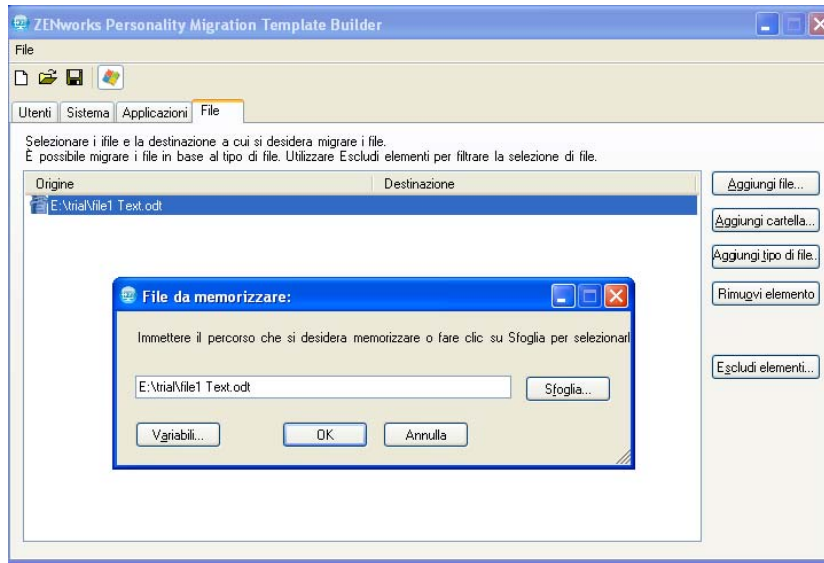 ZENworks Personality Migration Template Builder
File
Utenti Sistema Applicazioni File
Selezionare i ifile e la destinazione a cui si desidera migrare i file.
È possibile migrare i file in base al tipo di file. Utilizzare Escludi elementi per filtrare la selezione di file.
Origine Destinazione
E:\trial\file1 Text.odt
Aggiungi file...
Aggiungi cartella...
Aggiungi tipo di file..
Rimuovi elemento
Escludi elementi...
File da memorizzare:
Immettere il percorso che si desidera memorizzare o fare clic su Sfoglia per selezionarl
E:\trial\file1 Text.odt
Sfoglia...
Variabili... OK Annulla